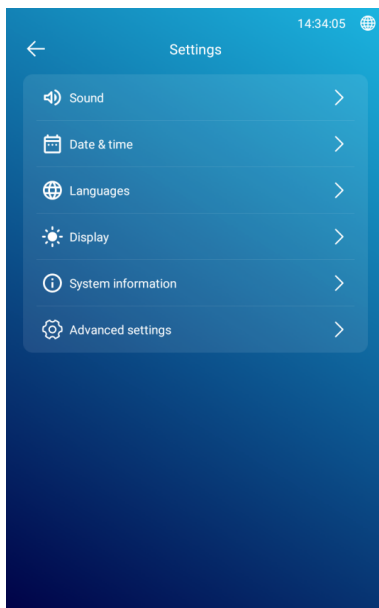 14:34:05
Settings
Sound
Date & time
Languages
Display
System information
Advanced settings